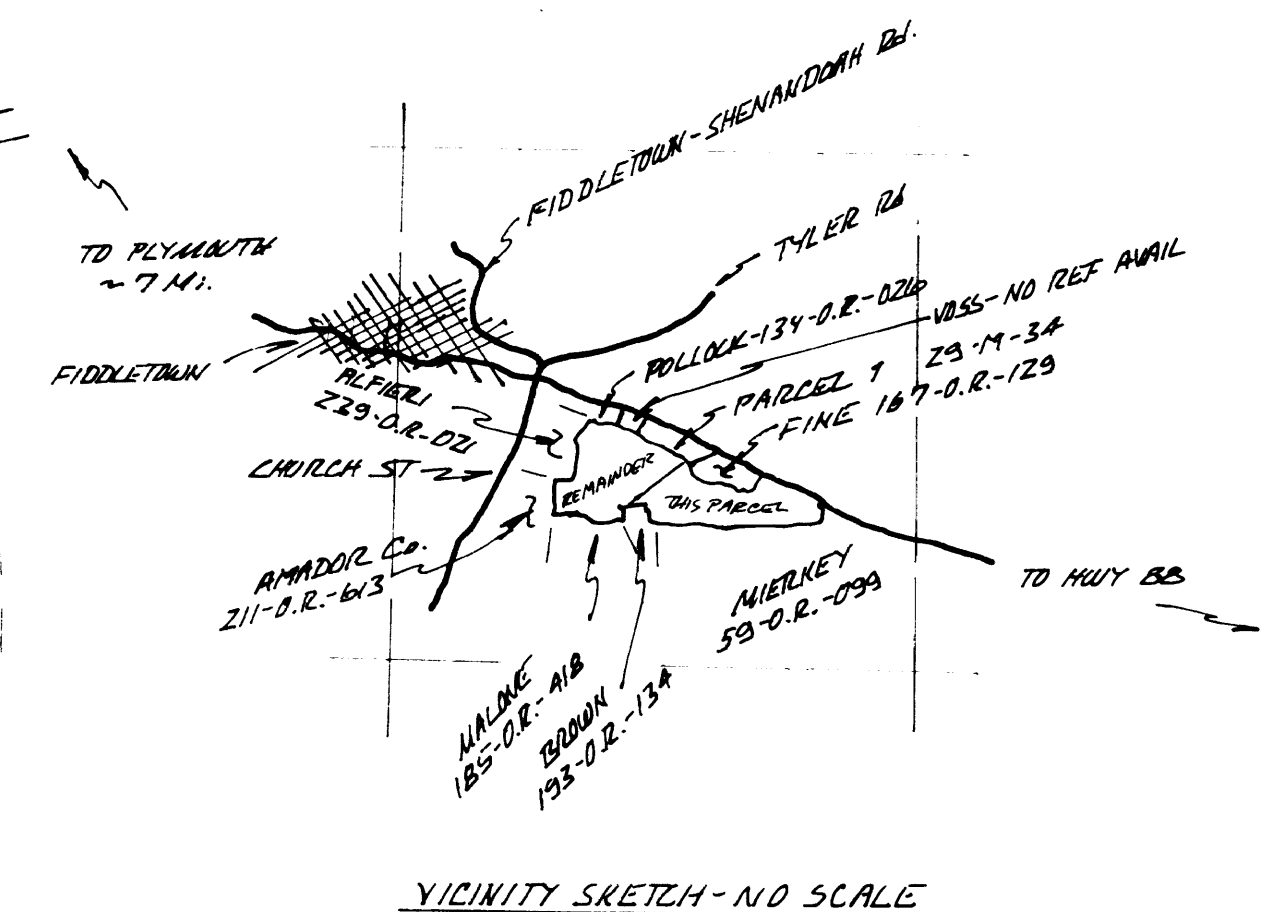 FIDDLETOWN-SHENANDOAH Rd.
TO PLYMOUTH
~ 7 Mi.
TYLER Rd
FIDDLETOWN
POLLOCK-134-O.R.-026
VOSS-NO REF AVAIL
PARCEL 1 29-M-34
FINE 167-O.R.-129
ALFIERI
239-O.R.-021
CHURCH ST
REMAINDER
THIS PARCEL
AMADOR Co.
211-O.R.-613
MIERKEY
59-O.R.-099
TO HWY 88
MALONE
185-O.R.-418
BROWN
193-O.R.-134
VICINITY SKETCH-NO SCALE